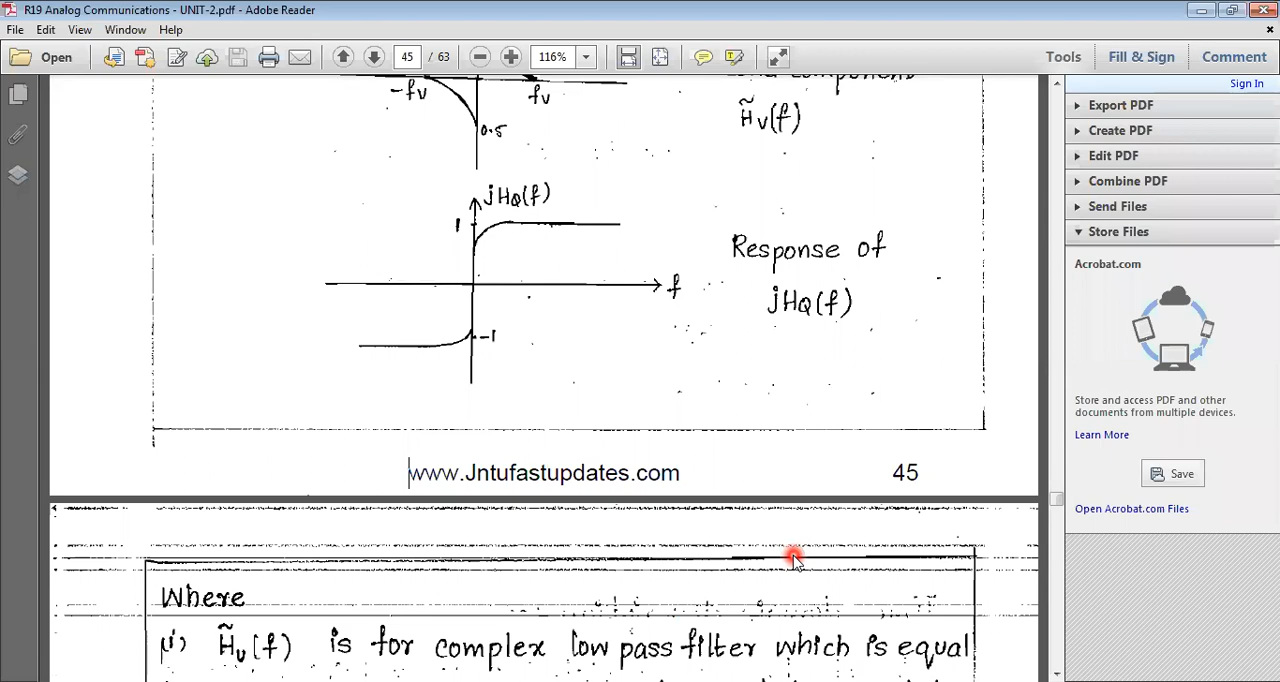 R19 Analog Communications - UNIT-2.pdf - Adobe Reader
File Edit View Window Help
Open 45 / 63 116% Tools Fill & Sign Comment
Sign In
Export PDF
Create PDF
Edit PDF
Combine PDF
Send Files
Store Files
Acrobat.com
Store and access PDF and other
documents from multiple devices.
Learn More
Save
Open Acrobat.com Files
-fv fv
H̃v(f)
0.5
jHQ(f)
1
Response of
f
jHQ(f)
-1
www.Jntufastupdates.com 45
Where
(i) H̃v(f) is for complex low pass filter which is equal